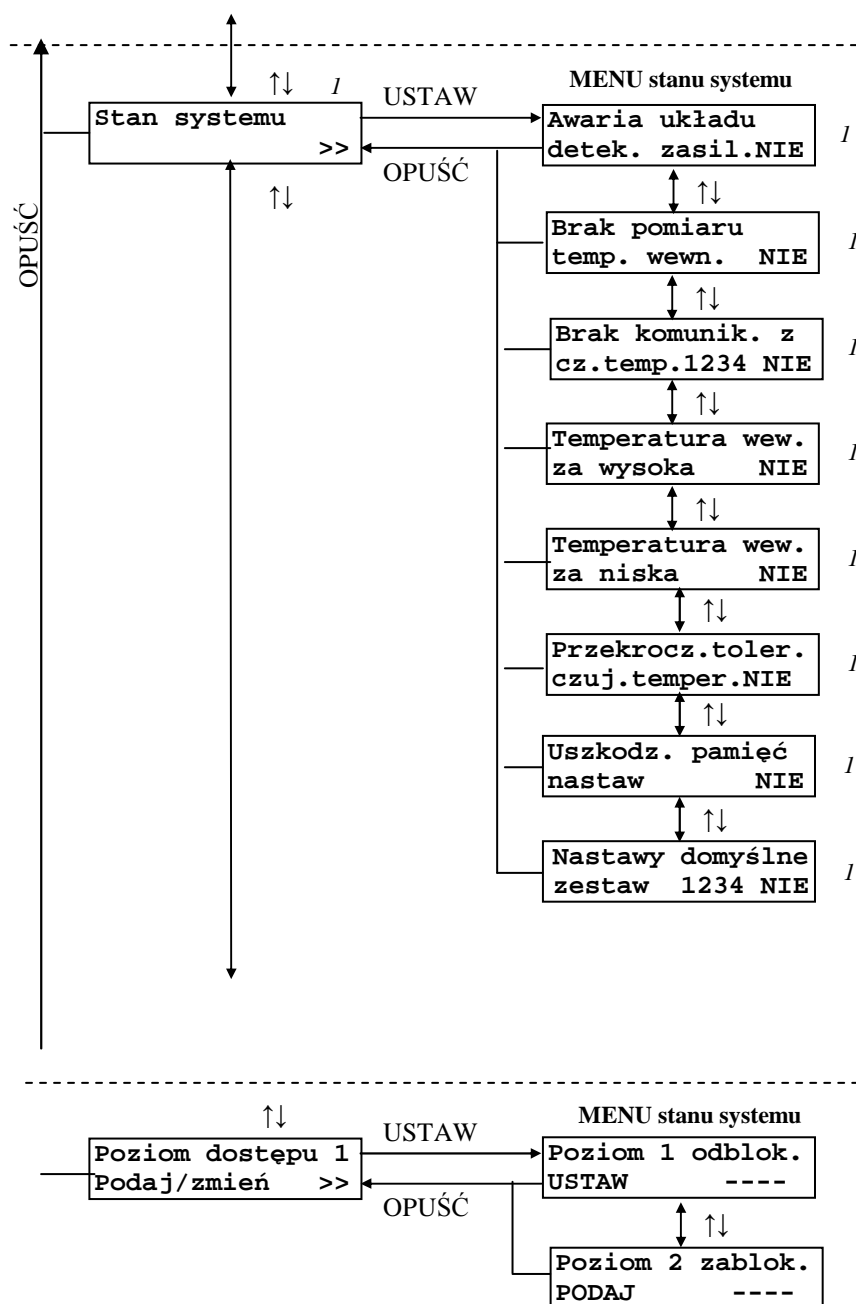 ↑↓ 1
USTAW
MENU stanu systemu
Stan systemu
>>
OPUŚĆ
↑↓
OPUŚĆ
Awaria układu
detek. zasil.NIE
1
↑↓
Brak pomiaru
temp. wewn. NIE
1
↑↓
Brak komunik. z
cz.temp.1234 NIE
1
↑↓
Temperatura wew.
za wysoka NIE
1
↑↓
Temperatura wew.
za niska NIE
1
↑↓
Przekrocz.toler.
czuj.temper.NIE
1
↑↓
Uszkodz. pamięć
nastaw NIE
1
↑↓
Nastawy domyślne
zestaw 1234 NIE
1
↑↓
USTAW
MENU stanu systemu
Poziom dostępu 1
Podaj/zmień >>
OPUŚĆ
Poziom 1 odblok.
USTAW ----
↑↓
Poziom 2 zablok.
PODAJ ----